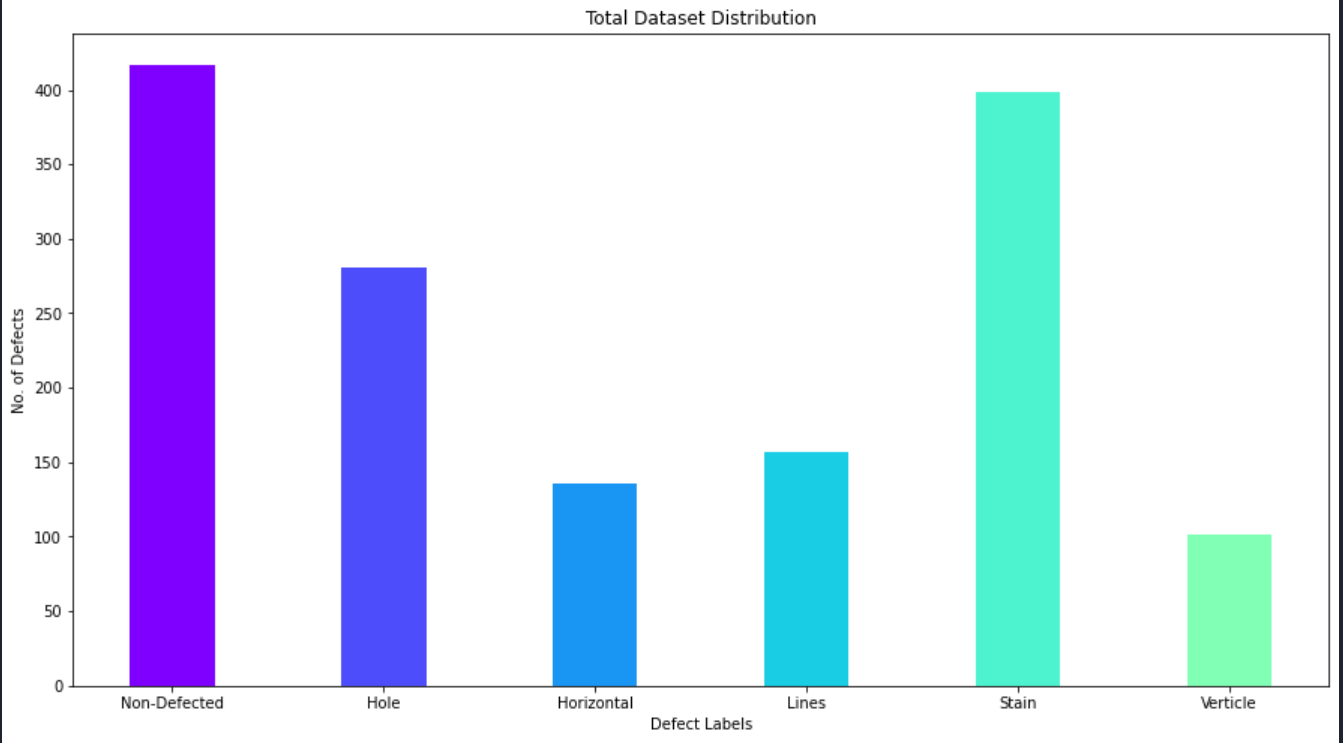 Total Dataset Distribution
No. of Defects
400
350
300
250
200
150
100
50
0
Non-Defected Hole Horizontal Lines Stain Verticle
Defect Labels